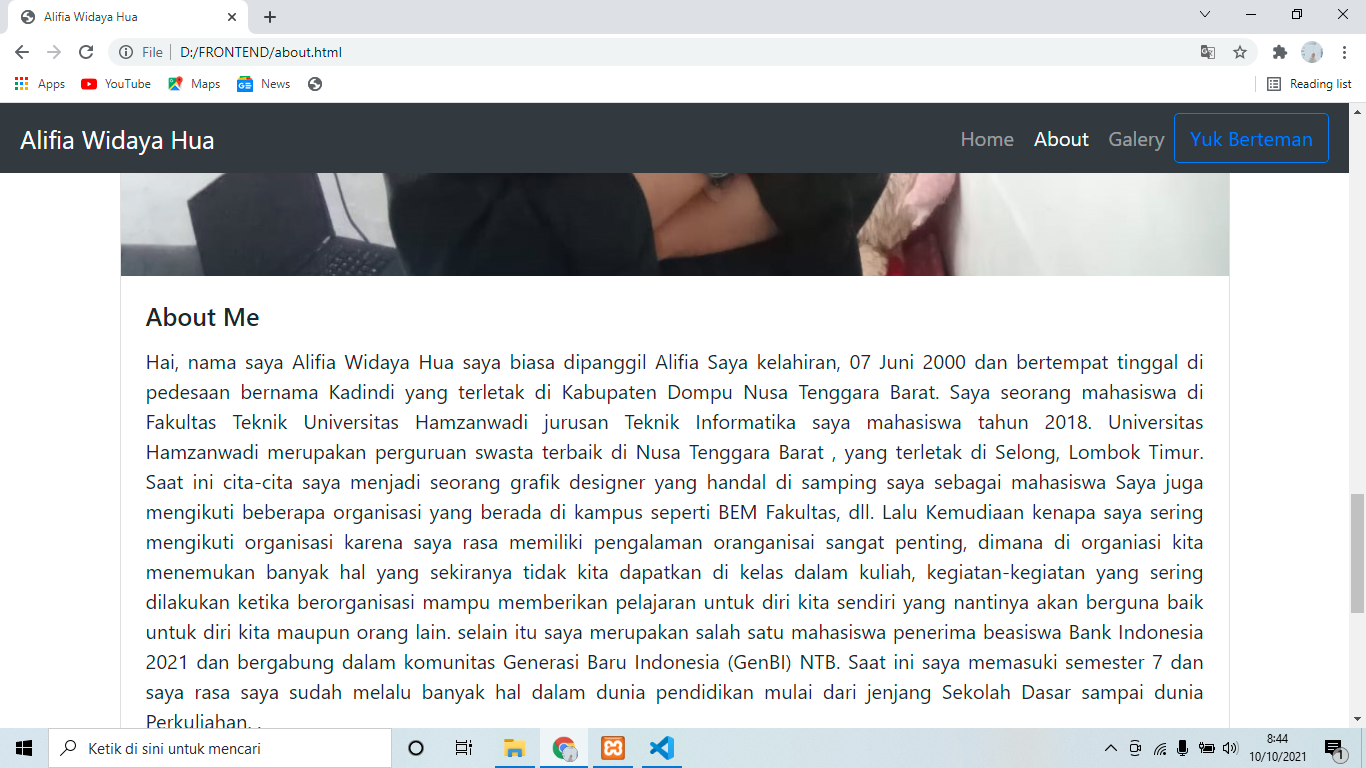 Alifia Widaya Hua
File D:/FRONTEND/about.html
Apps YouTube Maps News Reading list
Alifia Widaya Hua Home About Galery Yuk Berteman
About Me
Hai, nama saya Alifia Widaya Hua saya biasa dipanggil Alifia Saya kelahiran, 07 Juni 2000 dan bertempat tinggal di
pedesaan bernama Kadindi yang terletak di Kabupaten Dompu Nusa Tenggara Barat. Saya seorang mahasiswa di
Fakultas Teknik Universitas Hamzanwadi jurusan Teknik Informatika saya mahasiswa tahun 2018. Universitas
Hamzanwadi merupakan perguruan swasta terbaik di Nusa Tenggara Barat , yang terletak di Selong, Lombok Timur.
Saat ini cita-cita saya menjadi seorang grafik designer yang handal di samping saya sebagai mahasiswa Saya juga
mengikuti beberapa organisasi yang berada di kampus seperti BEM Fakultas, dll. Lalu Kemudiaan kenapa saya sering
mengikuti organisasi karena saya rasa memiliki pengalaman oranganisai sangat penting, dimana di organiasi kita
menemukan banyak hal yang sekiranya tidak kita dapatkan di kelas dalam kuliah, kegiatan-kegiatan yang sering
dilakukan ketika berorganisasi mampu memberikan pelajaran untuk diri kita sendiri yang nantinya akan berguna baik
untuk diri kita maupun orang lain. selain itu saya merupakan salah satu mahasiswa penerima beasiswa Bank Indonesia
2021 dan bergabung dalam komunitas Generasi Baru Indonesia (GenBI) NTB. Saat ini saya memasuki semester 7 dan
saya rasa saya sudah melalu banyak hal dalam dunia pendidikan mulai dari jenjang Sekolah Dasar sampai dunia
Perkuliahan. .
Ketik di sini untuk mencari
8:44
10/10/2021
1